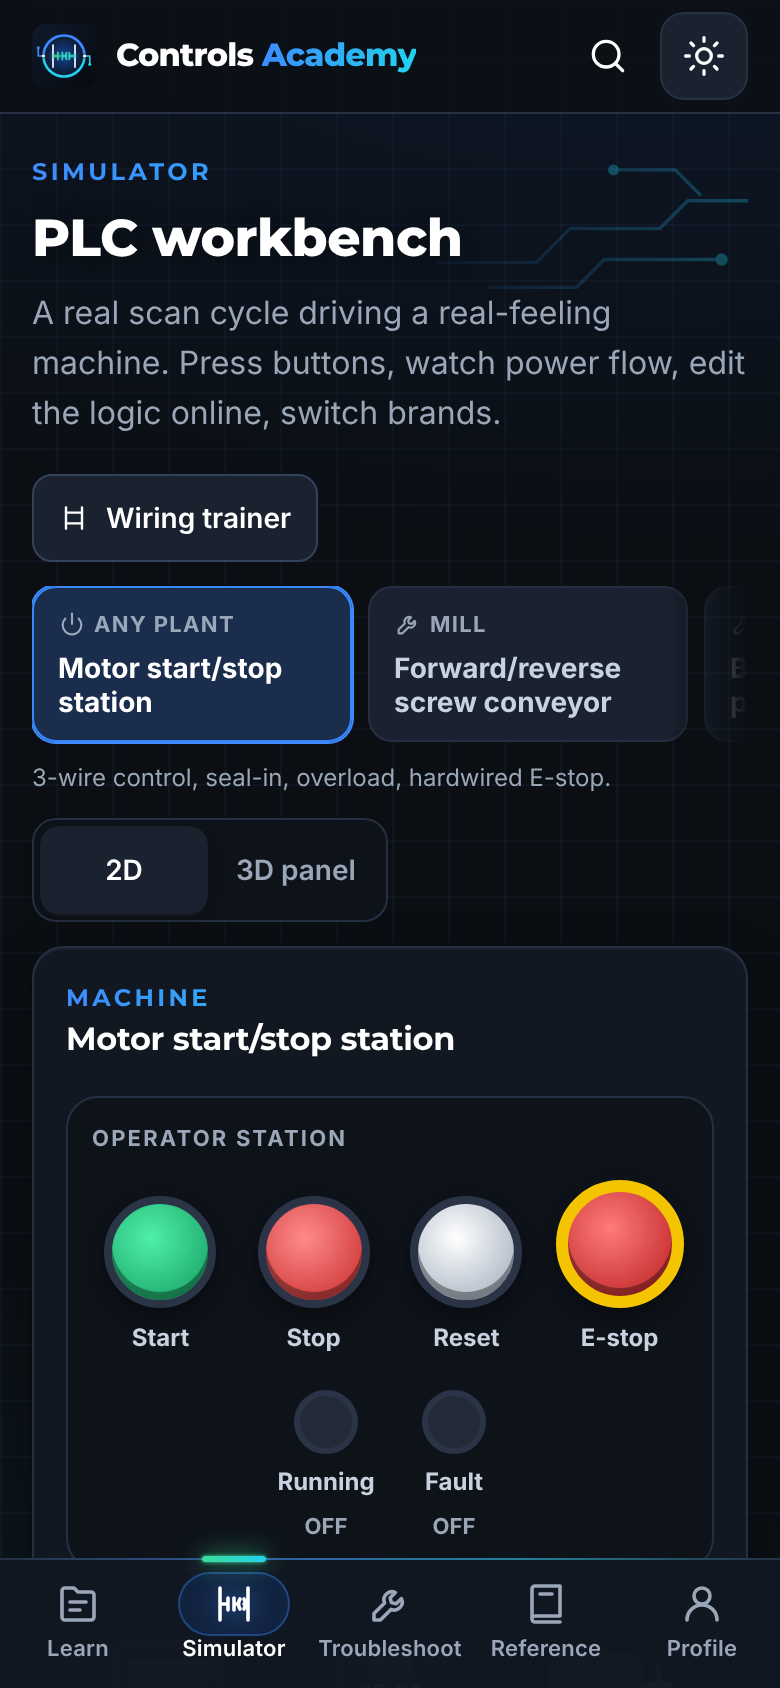 Controls Academy
SIMULATOR
PLC workbench
A real scan cycle driving a real-feeling
machine. Press buttons, watch power flow, edit
the logic online, switch brands.
Wiring trainer
ANY PLANT
Motor start/stop
station
MILL
Forward/reverse
screw conveyor
3-wire control, seal-in, overload, hardwired E-stop.
2D
3D panel
MACHINE
Motor start/stop station
OPERATOR STATION
Start
Stop
Reset
E-stop
Running
Fault
OFF
OFF
Learn
Simulator
Troubleshoot
Reference
Profile